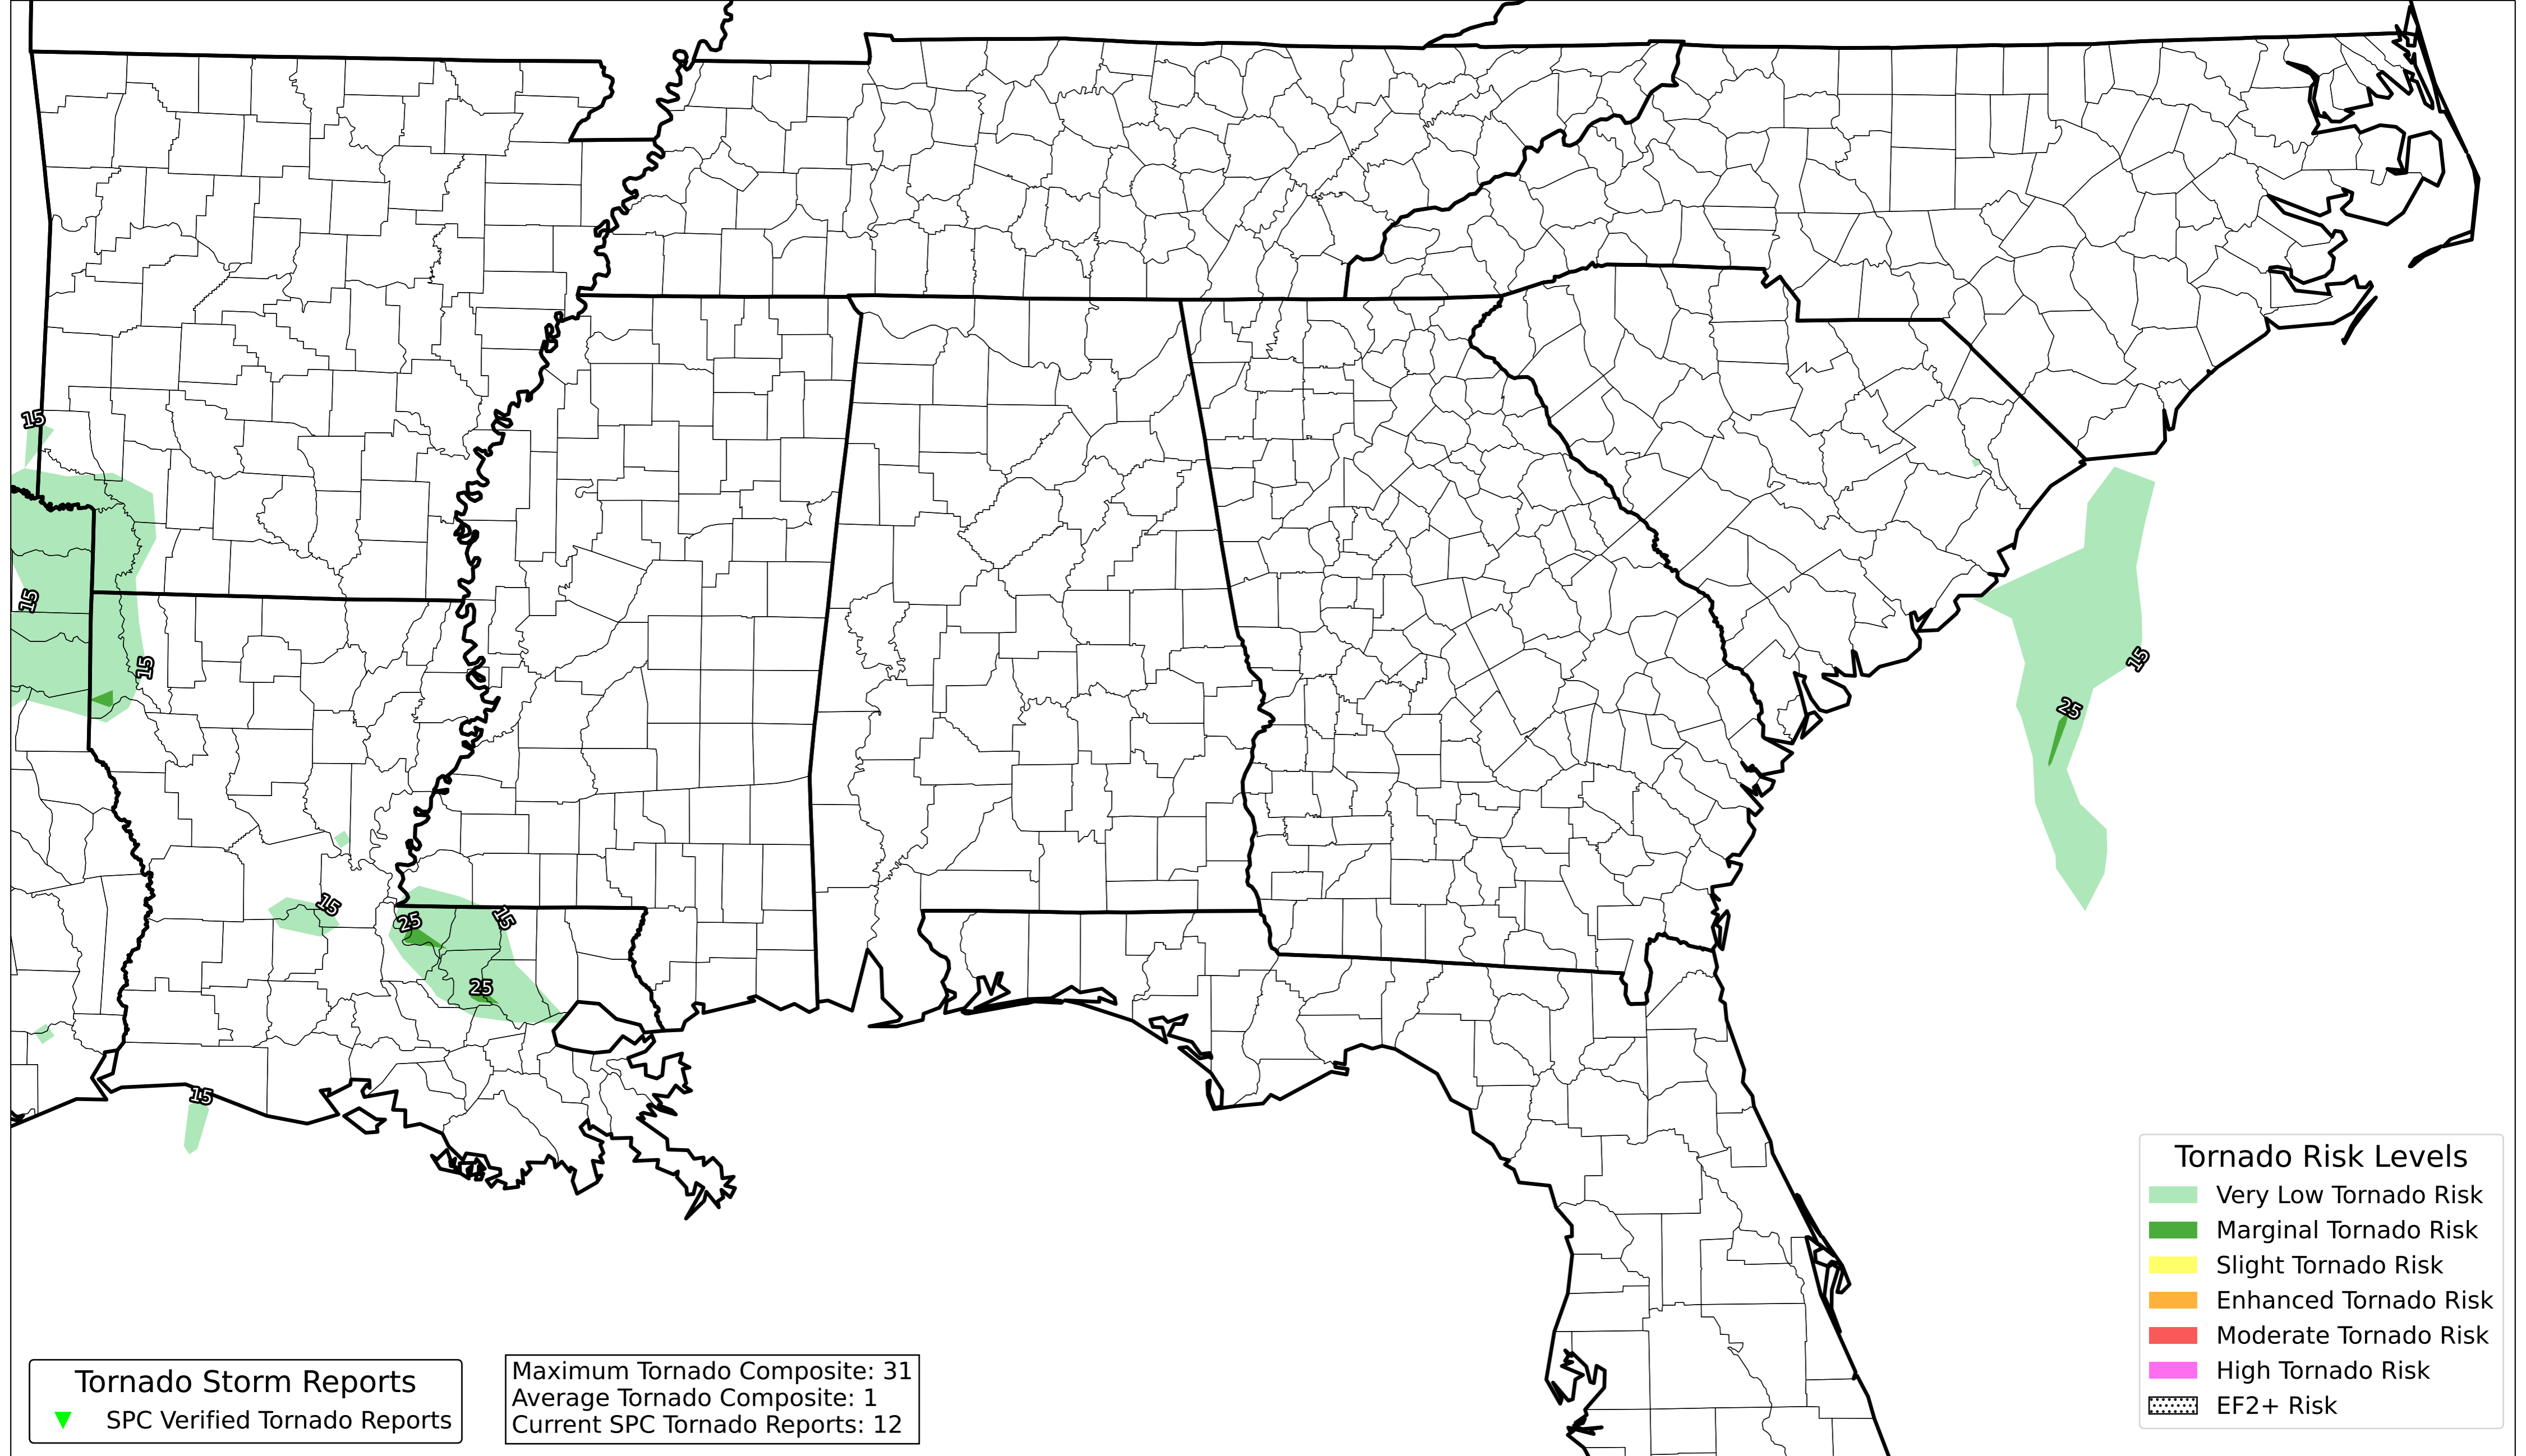 15
15
15
15
25
15
25
15
25
15
Tornado Risk Levels
Very Low Tornado Risk
Marginal Tornado Risk
Slight Tornado Risk
Enhanced Tornado Risk
Moderate Tornado Risk
High Tornado Risk
EF2+ Risk
Tornado Storm Reports
SPC Verified Tornado Reports
Maximum Tornado Composite: 31
Average Tornado Composite: 1
Current SPC Tornado Reports: 12